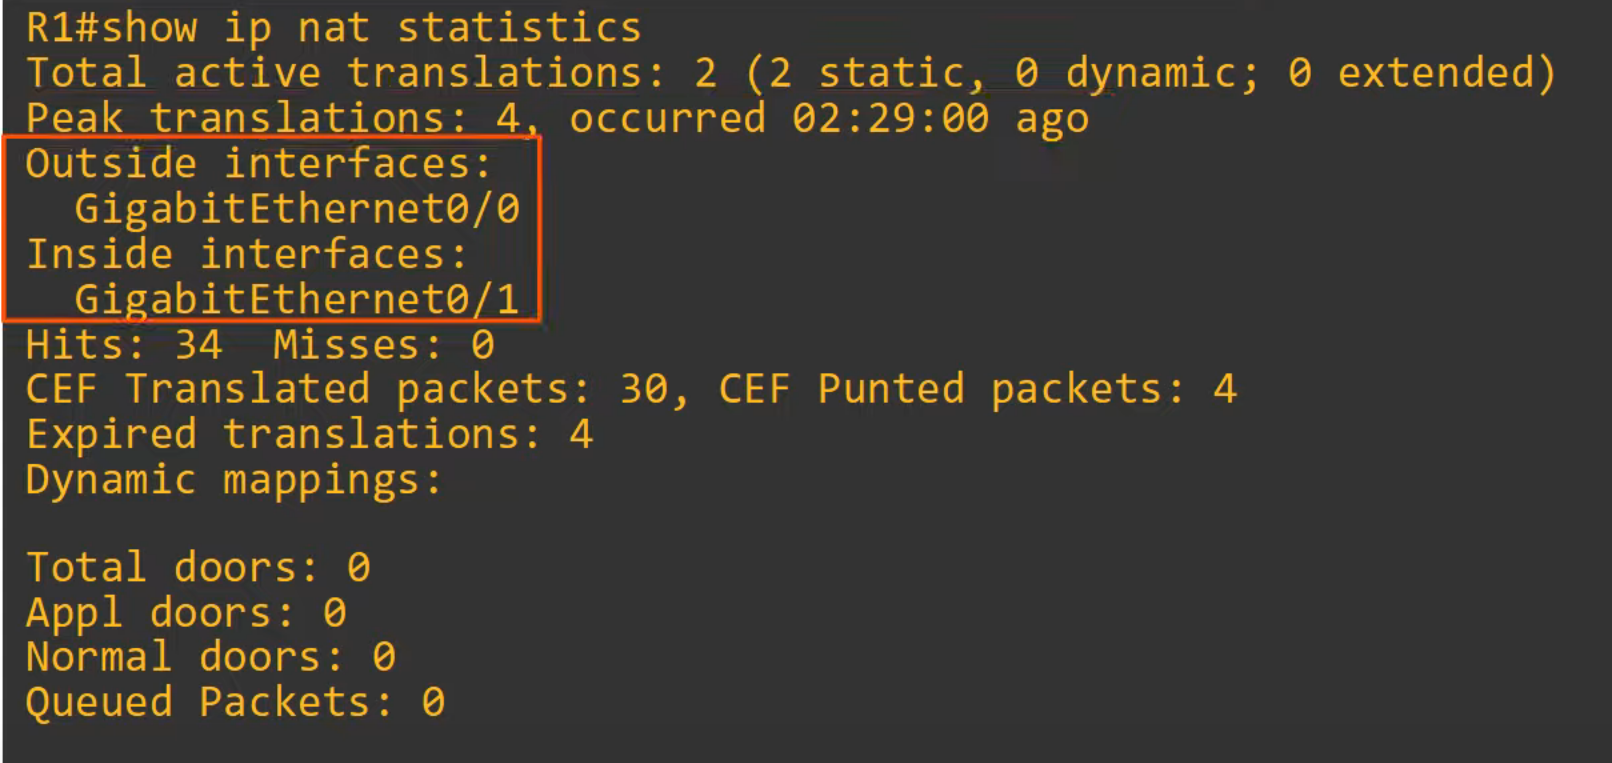 R1#show ip nat statistics
Total active translations: 2 (2 static, 0 dynamic; 0 extended)
Peak translations: 4, occurred 02:29:00 ago
Outside interfaces:
  GigabitEthernet0/0
Inside interfaces:
  GigabitEthernet0/1
Hits: 34  Misses: 0
CEF Translated packets: 30, CEF Punted packets: 4
Expired translations: 4
Dynamic mappings:

Total doors: 0
Appl doors: 0
Normal doors: 0
Queued Packets: 0